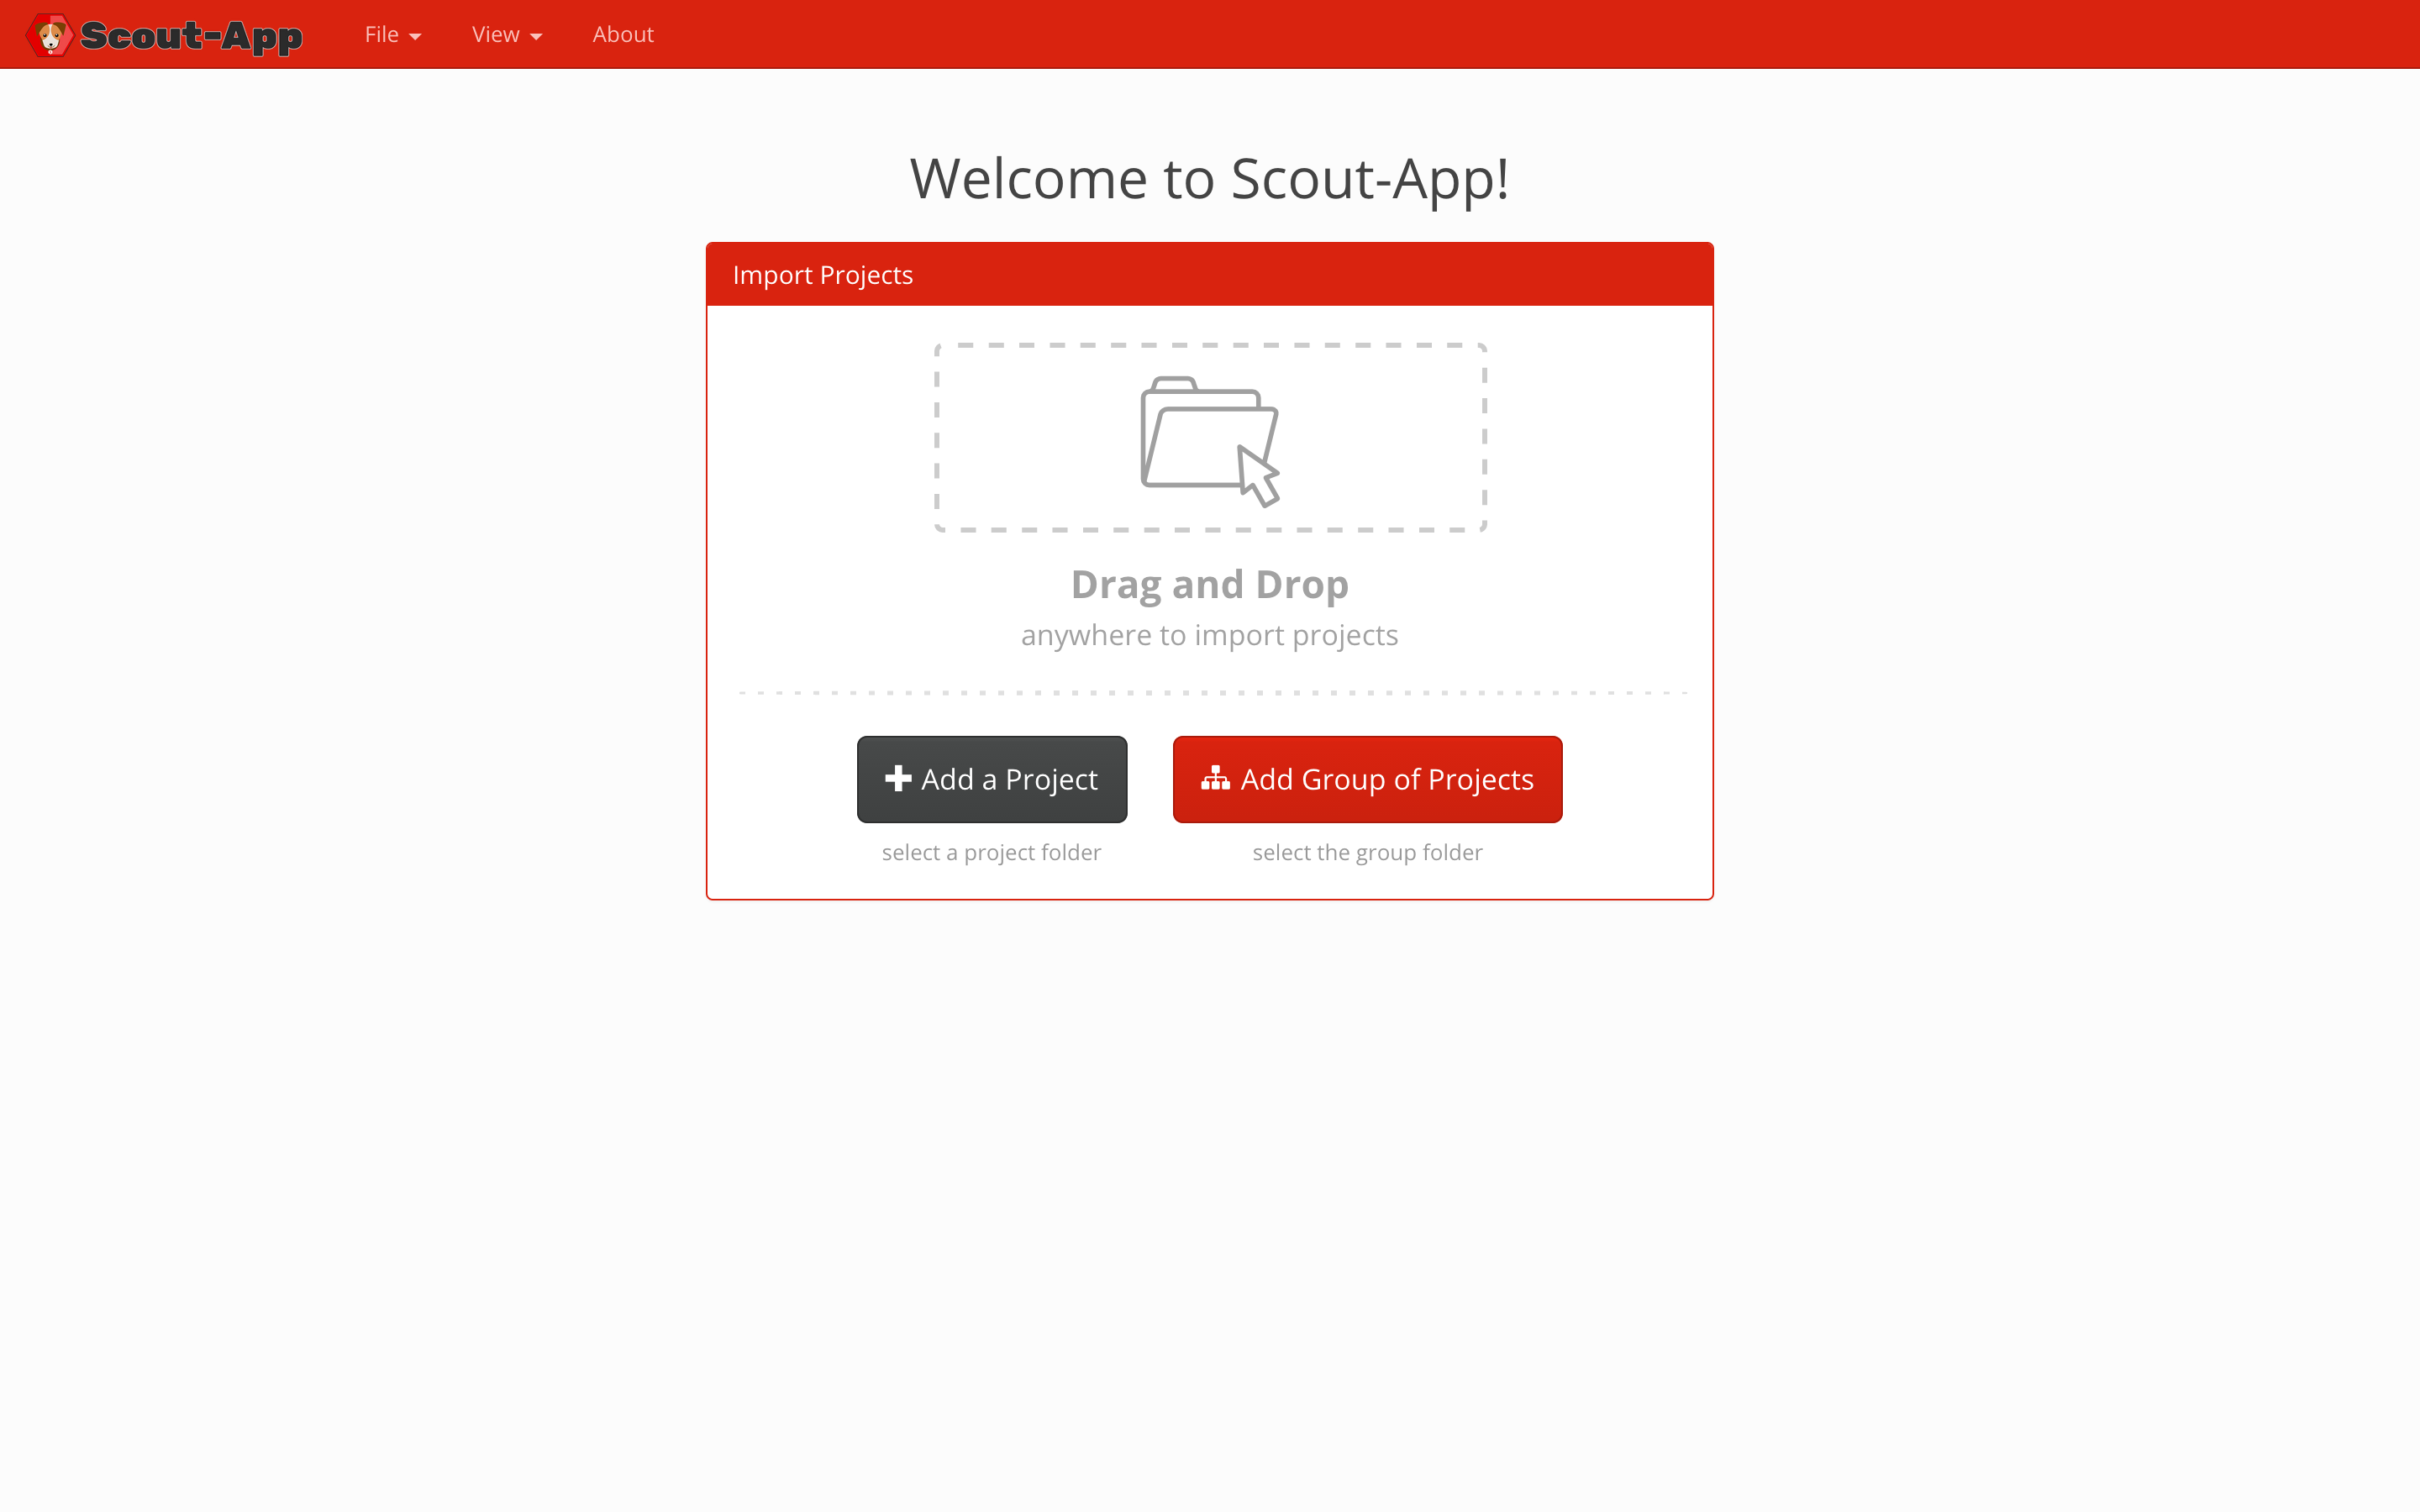 Scout-App File View About
Welcome to Scout-App!
Import Projects
Drag and Drop
anywhere to import projects
Add a Project
select a project folder
Add Group of Projects
select the group folder